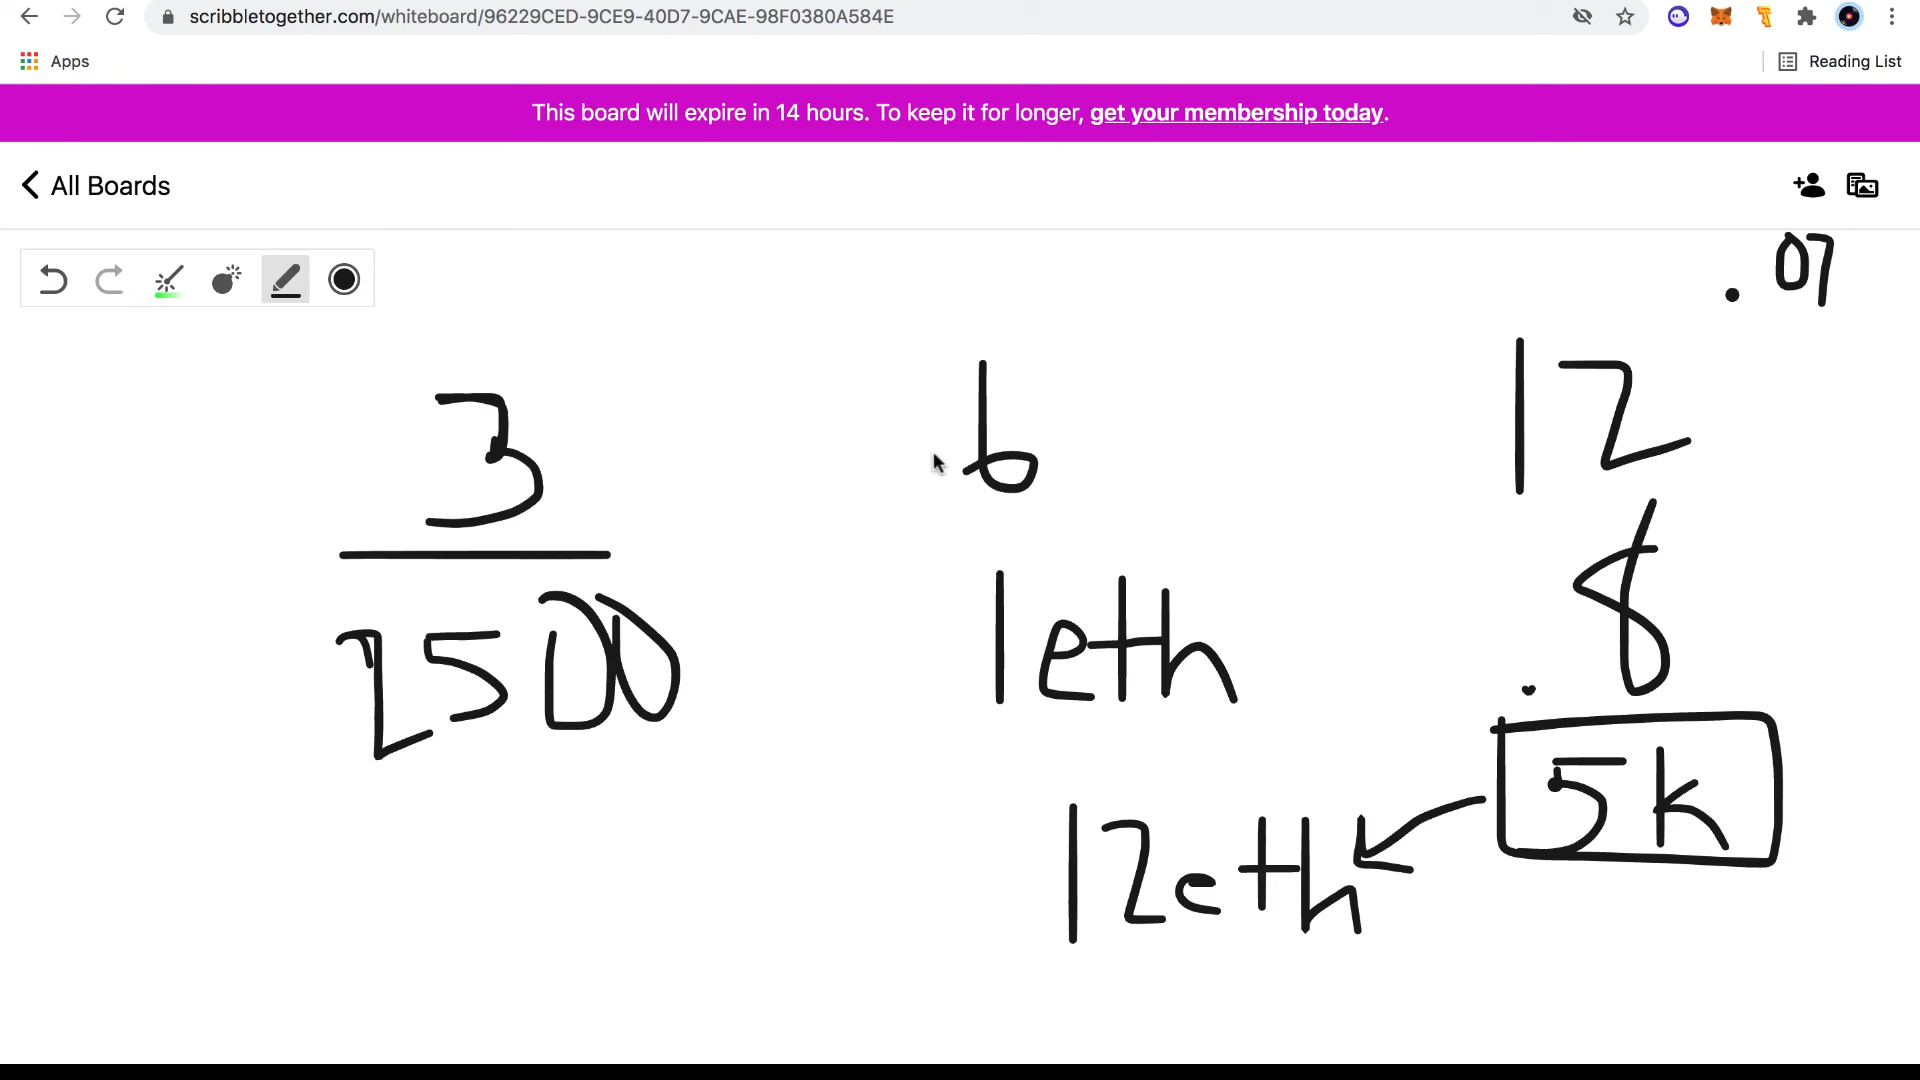 scribbletogether.com/whiteboard/96229CED-9CE9-40D7-9CAE-98F0380A584E
Apps
Reading List
This board will expire in 14 hours. To keep it for longer, get your membership today.
All Boards
.07
3
6
12
2500
1eth
.8
5k
12eth